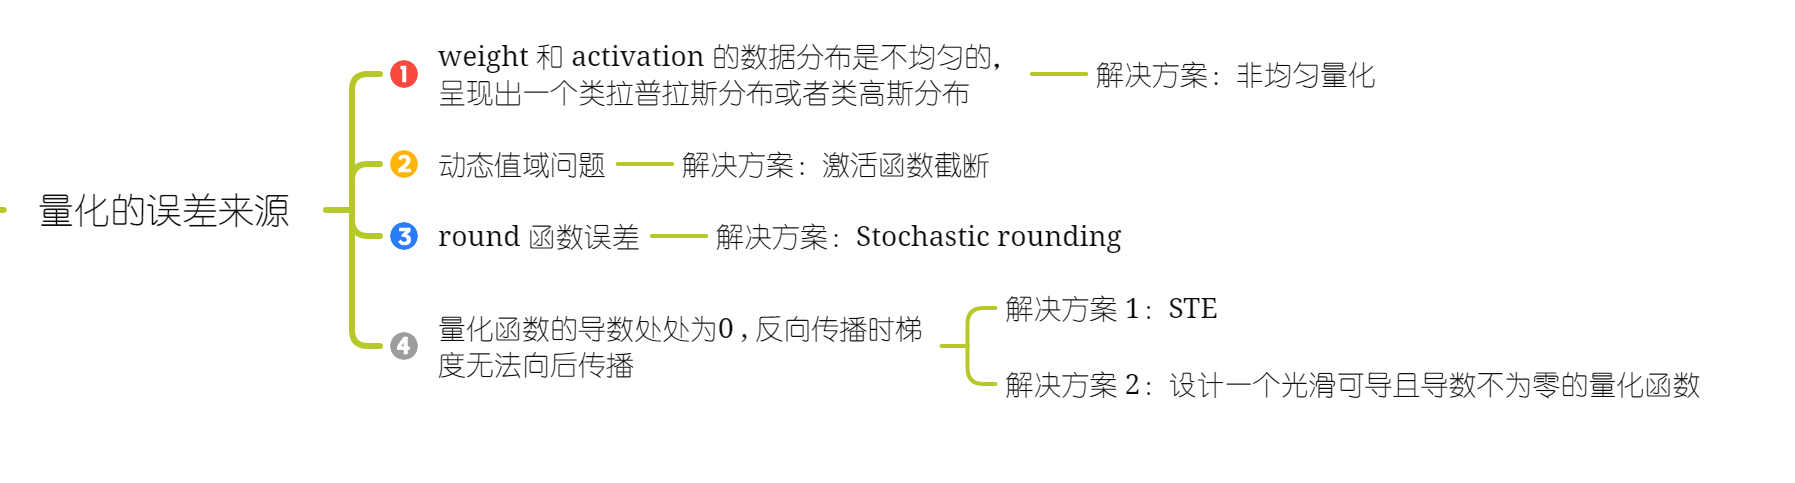 量化的误差来源
1
weight 和 activation 的数据分布是不均匀的，
呈现出一个类拉普拉斯分布或者类高斯分布
解决方案：非均匀量化
2
动态值域问题
解决方案：激活函数截断
3
round 函数误差
解决方案：Stochastic rounding
4
量化函数的导数处处为0 , 反向传播时梯
度无法向后传播
解决方案 1：STE
解决方案 2：设计一个光滑可导且导数不为零的量化函数